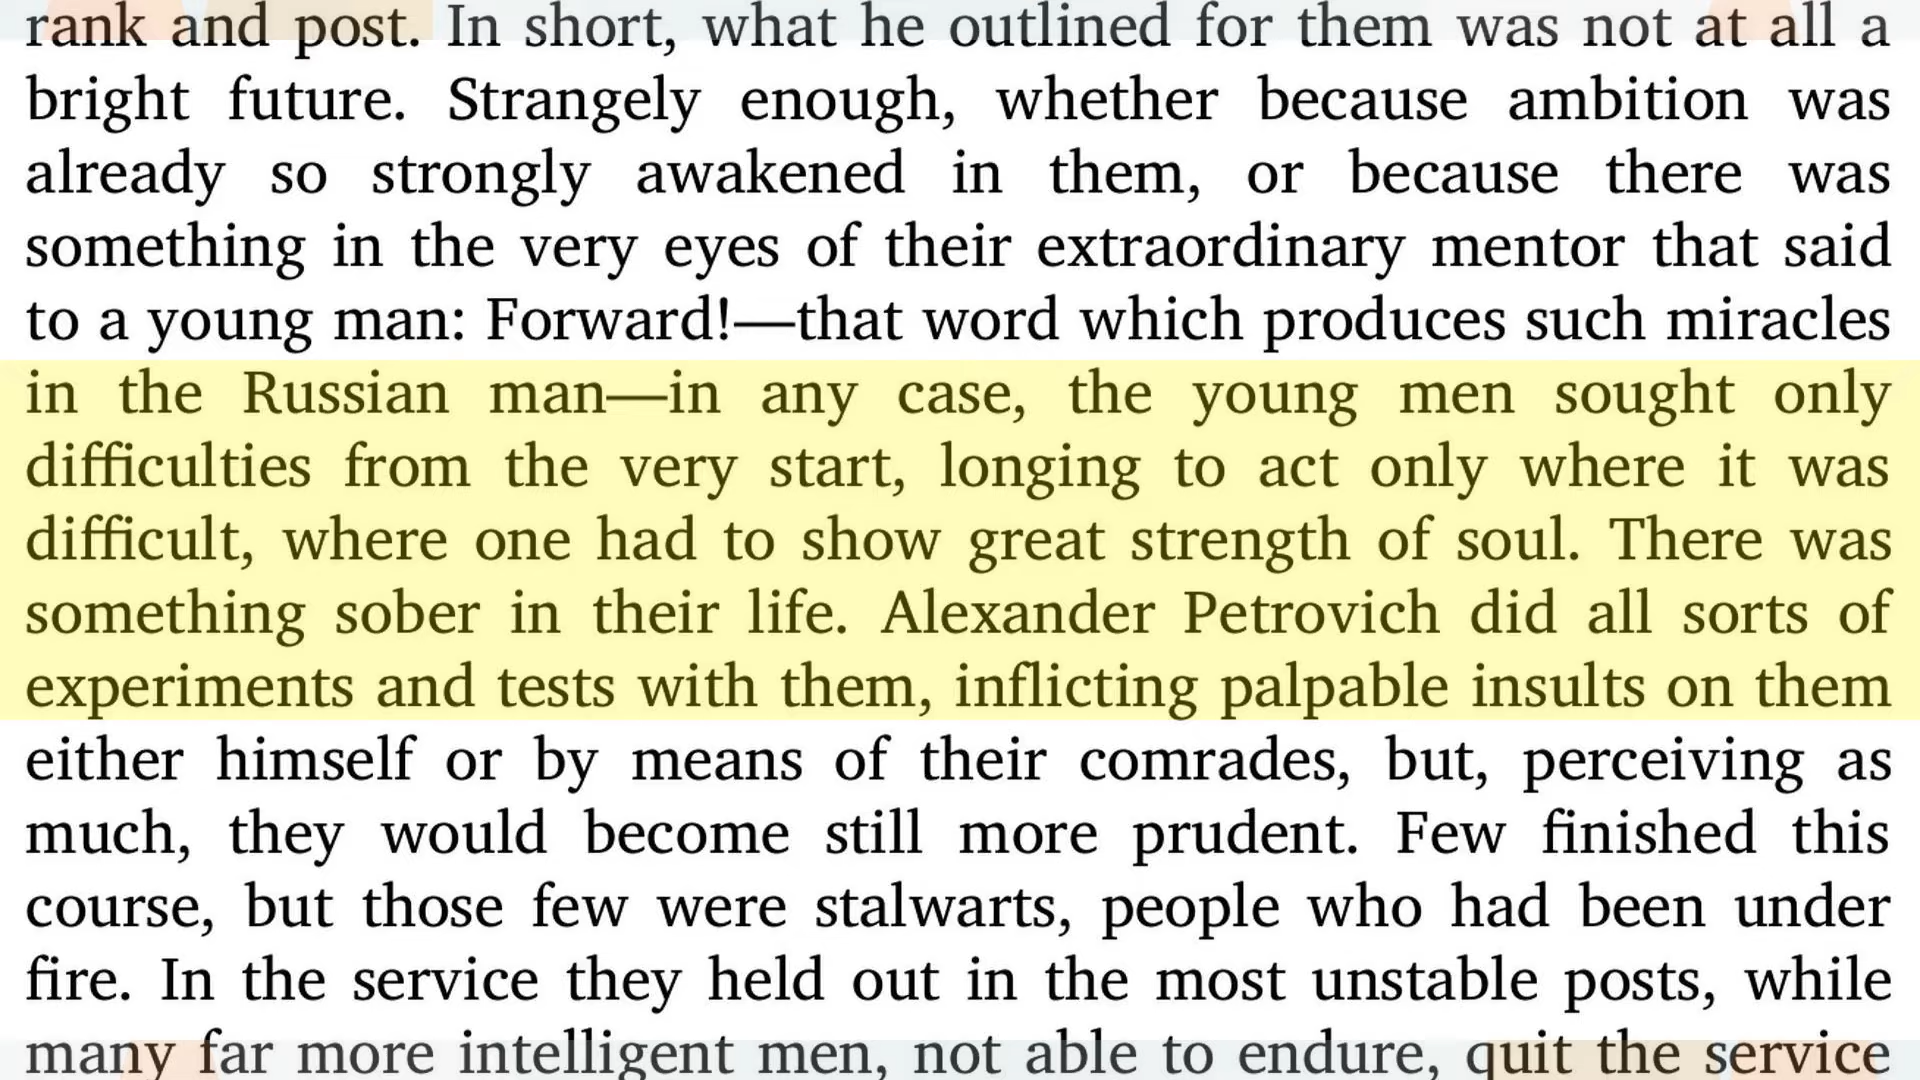 rank and post. In short, what he outlined for them was not at all a
bright future. Strangely enough, whether because ambition was
already so strongly awakened in them, or because there was
something in the very eyes of their extraordinary mentor that said
to a young man: Forward!—that word which produces such miracles
in the Russian man—in any case, the young men sought only
difficulties from the very start, longing to act only where it was
difficult, where one had to show great strength of soul. There was
something sober in their life. Alexander Petrovich did all sorts of
experiments and tests with them, inflicting palpable insults on them
either himself or by means of their comrades, but, perceiving as
much, they would become still more prudent. Few finished this
course, but those few were stalwarts, people who had been under
fire. In the service they held out in the most unstable posts, while
many far more intelligent men, not able to endure, quit the service